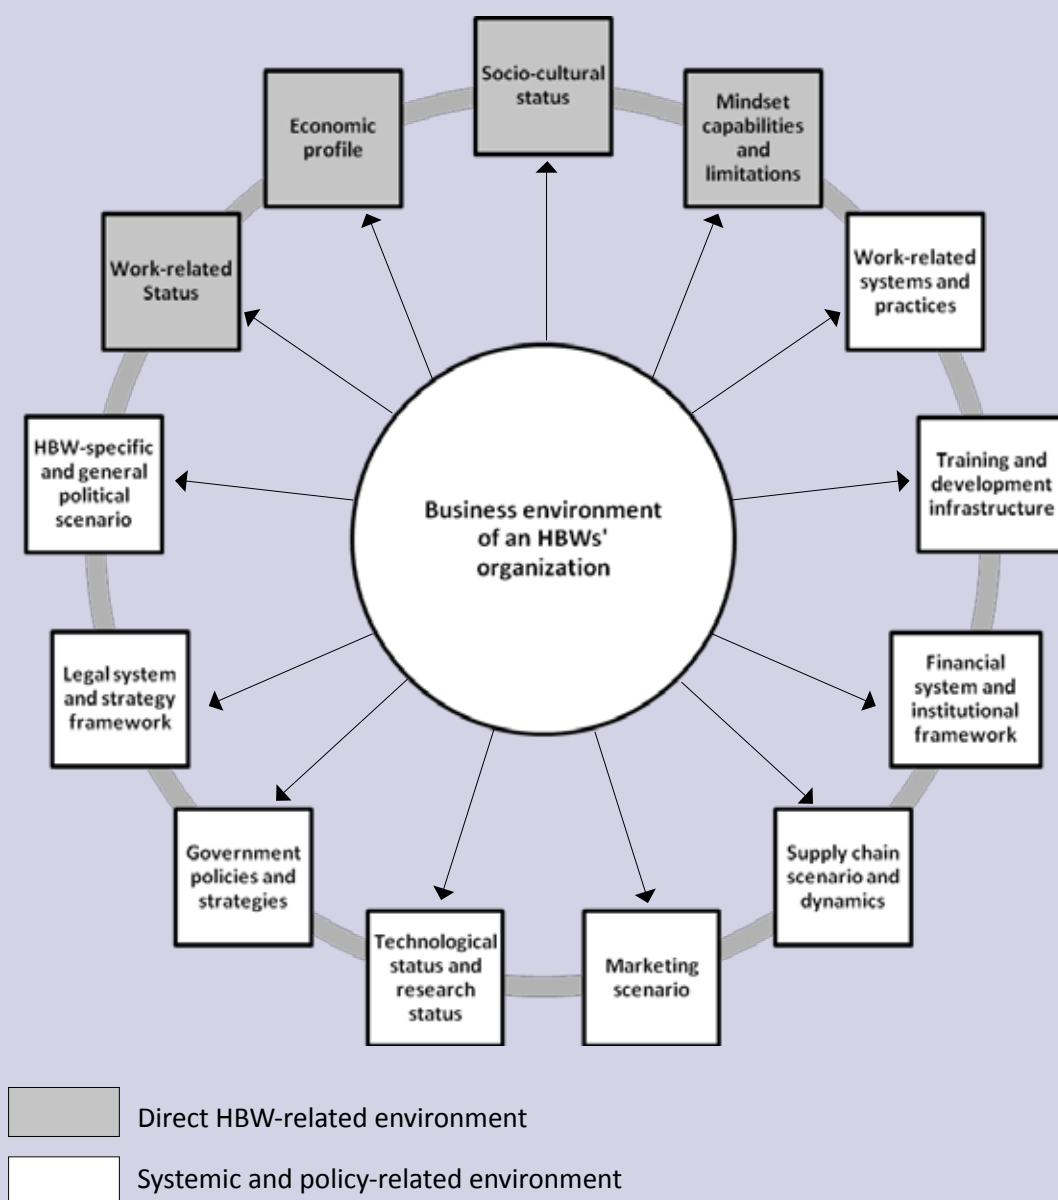 Socio-cultural
status
Mindset
capabilities
and
limitations
Work-related
systems and
practices
Training and
development
infrastructure
Financial
system and
institutional
framework
Supply chain
scenario and
dynamics
Marketing
scenario
Technological
status and
research
status
Government
policies and
strategies
Legal system
and strategy
framework
HBW-specific
and general
political
scenario
Work-related
Status
Economic
profile
Business environment
of an HBWs'
organization
Direct HBW-related environment
Systemic and policy-related environment